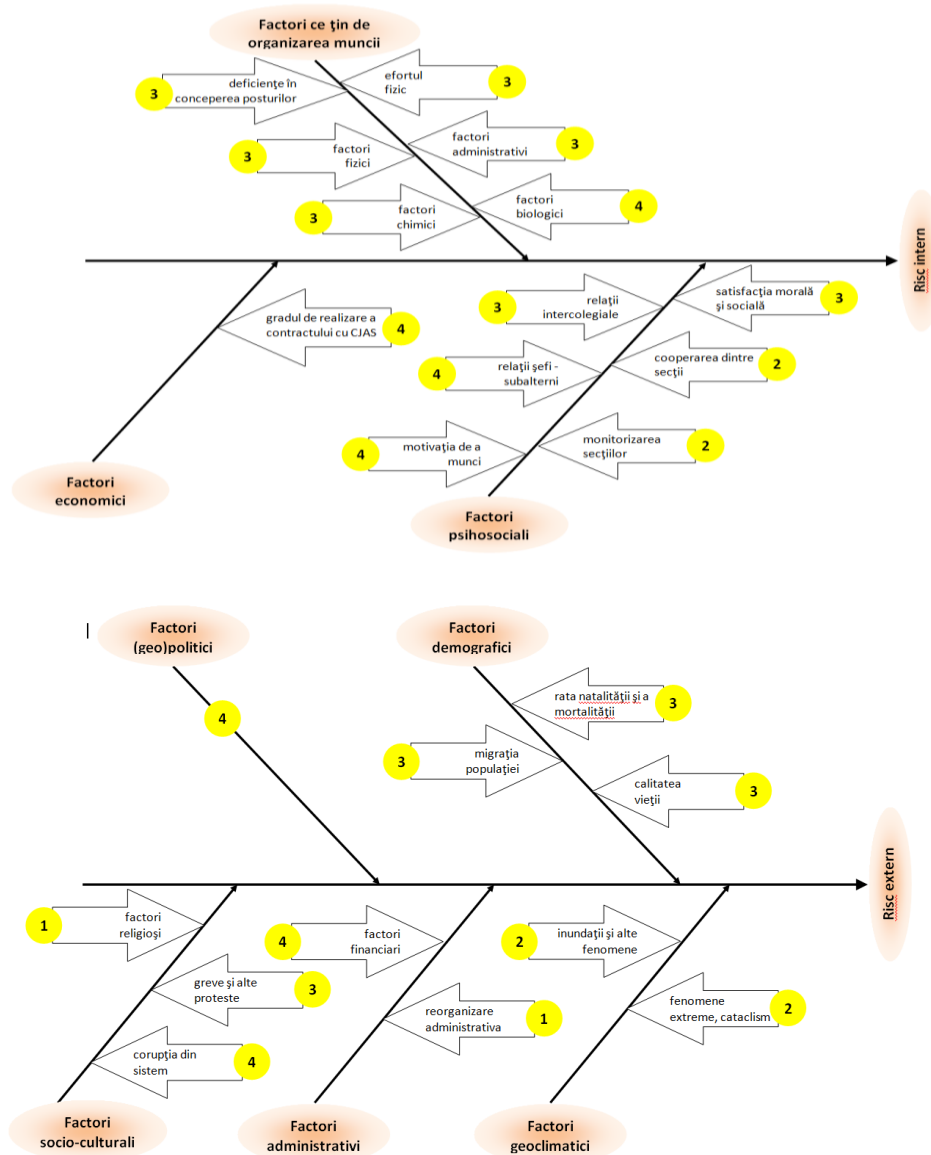 Factori ce ţin de
organizarea muncii
3
deficienţe în
conceperea posturilor
efortul
fizic
3
3
factori
fizici
factori
administrativi
3
3
factori
chimici
factori
biologici
4
Risc intern
gradul de realizare a
contractului cu CJAS
4
3
relaţii
intercolegiale
satisfacţia morală
şi socială
3
4
relaţii şefi -
subalterni
cooperarea dintre
secţii
2
4
motivaţia de a
munci
monitorizarea
secţiilor
2
Factori
economici
Factori
psihosociali
Factori
(geo)politici
Factori
demografici
4
rata natalităţii şi a
mortalităţii
3
3
migraţia
populaţiei
calitatea
vieţii
3
Risc extern
1
factori
religioşi
4
factori
financiari
2
inundaţii şi alte
fenomene
greve şi alte
proteste
3
reorganizare
administrativa
1
fenomene
extreme, cataclism
2
corupţia din
sistem
4
Factori
socio-culturali
Factori
administrativi
Factori
geoclimatici